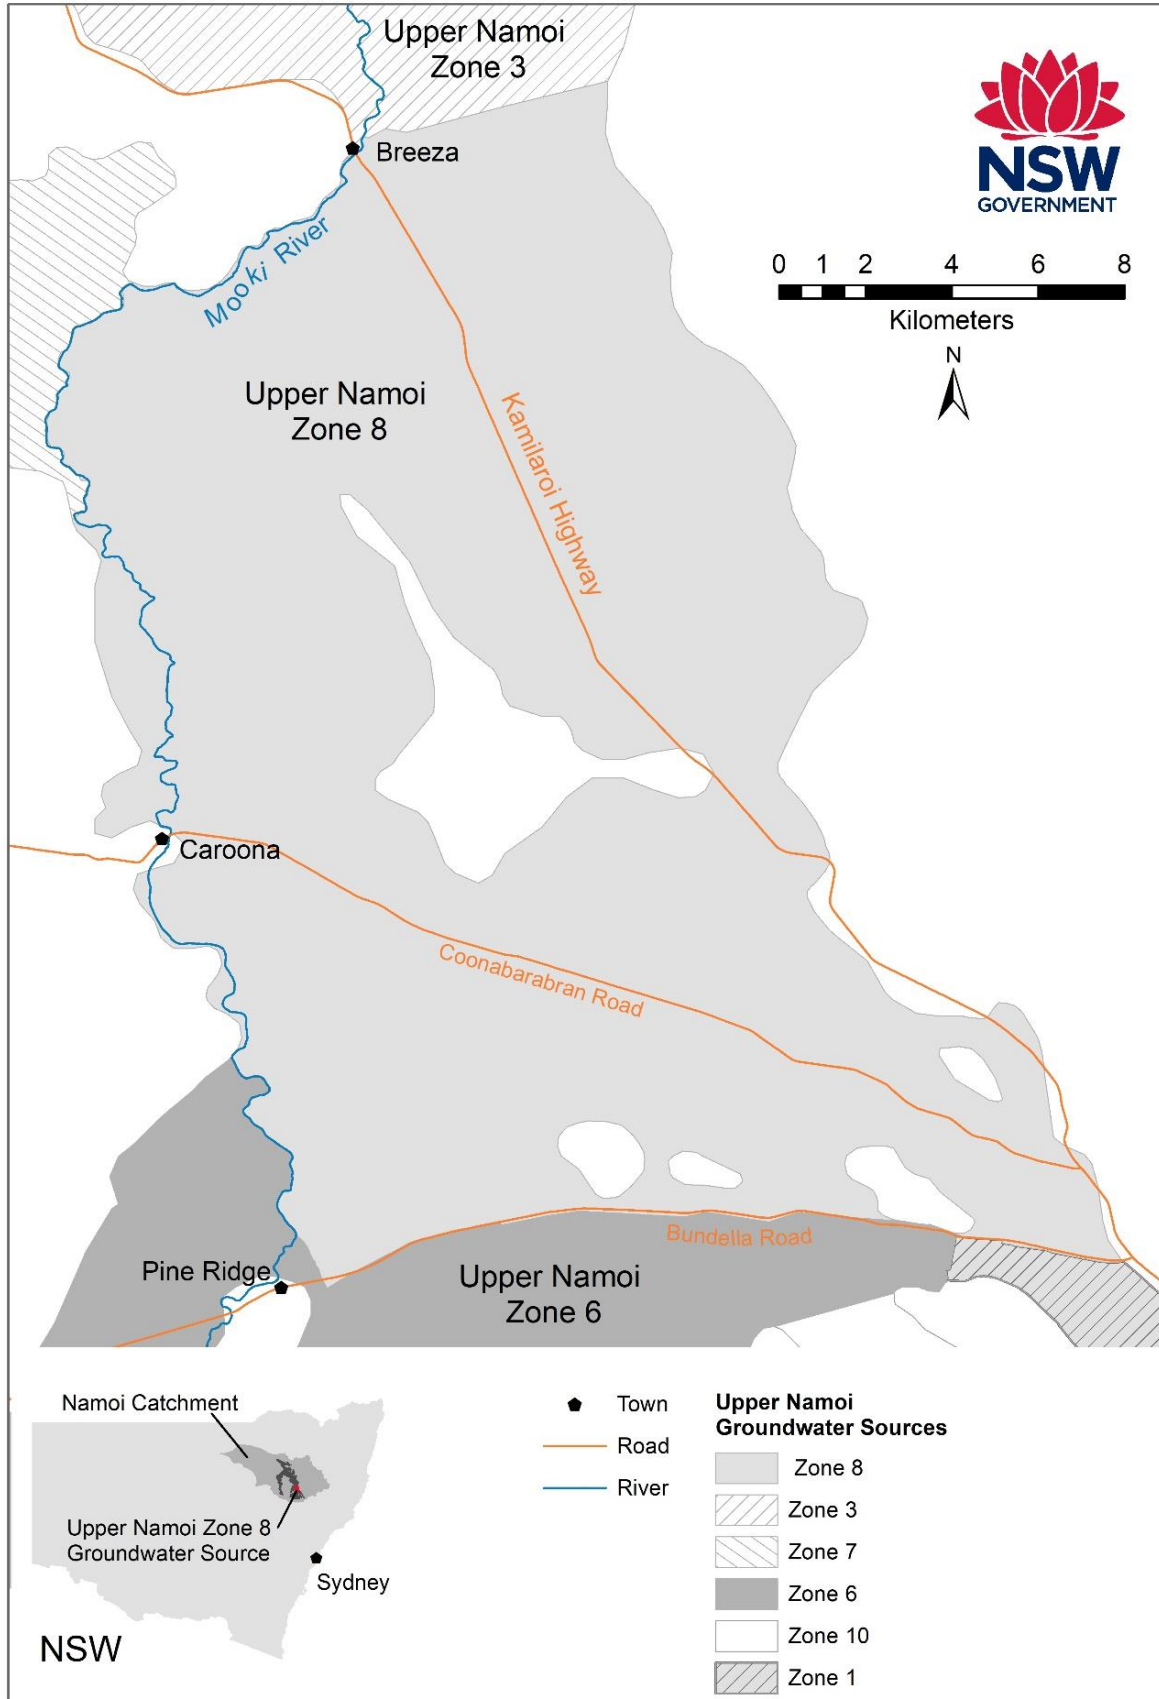 Upper Namoi
Zone 3
NSW
GOVERNMENT
Breeza
Mooki River
0 1 2 4 6 8
Kilometers
N
Upper Namoi
Zone 8
Kamilaroi Highway
Caroona
Coonabarabran Road
Bundella Road
Pine Ridge
Upper Namoi
Zone 6
Namoi Catchment
Upper Namoi Zone 8
Groundwater Source
Sydney
NSW
Town
Road
River
Upper Namoi
Groundwater Sources
Zone 8
Zone 3
Zone 7
Zone 6
Zone 10
Zone 1